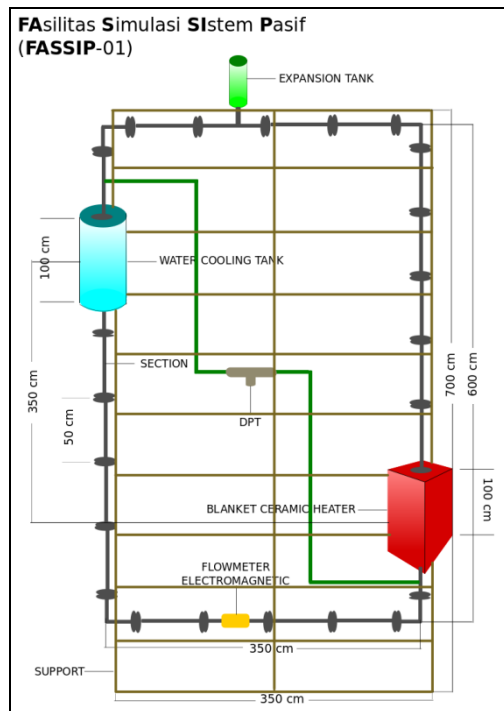 FAsilitas Simulasi SIstem Pasif
(FASSIP-01)
EXPANSION TANK
100 cm
WATER COOLING TANK
SECTION
350 cm
50 cm
DPT
700 cm
600 cm
BLANKET CERAMIC HEATER
100 cm
FLOWMETER
ELECTROMAGNETIC
350 cm
SUPPORT
350 cm